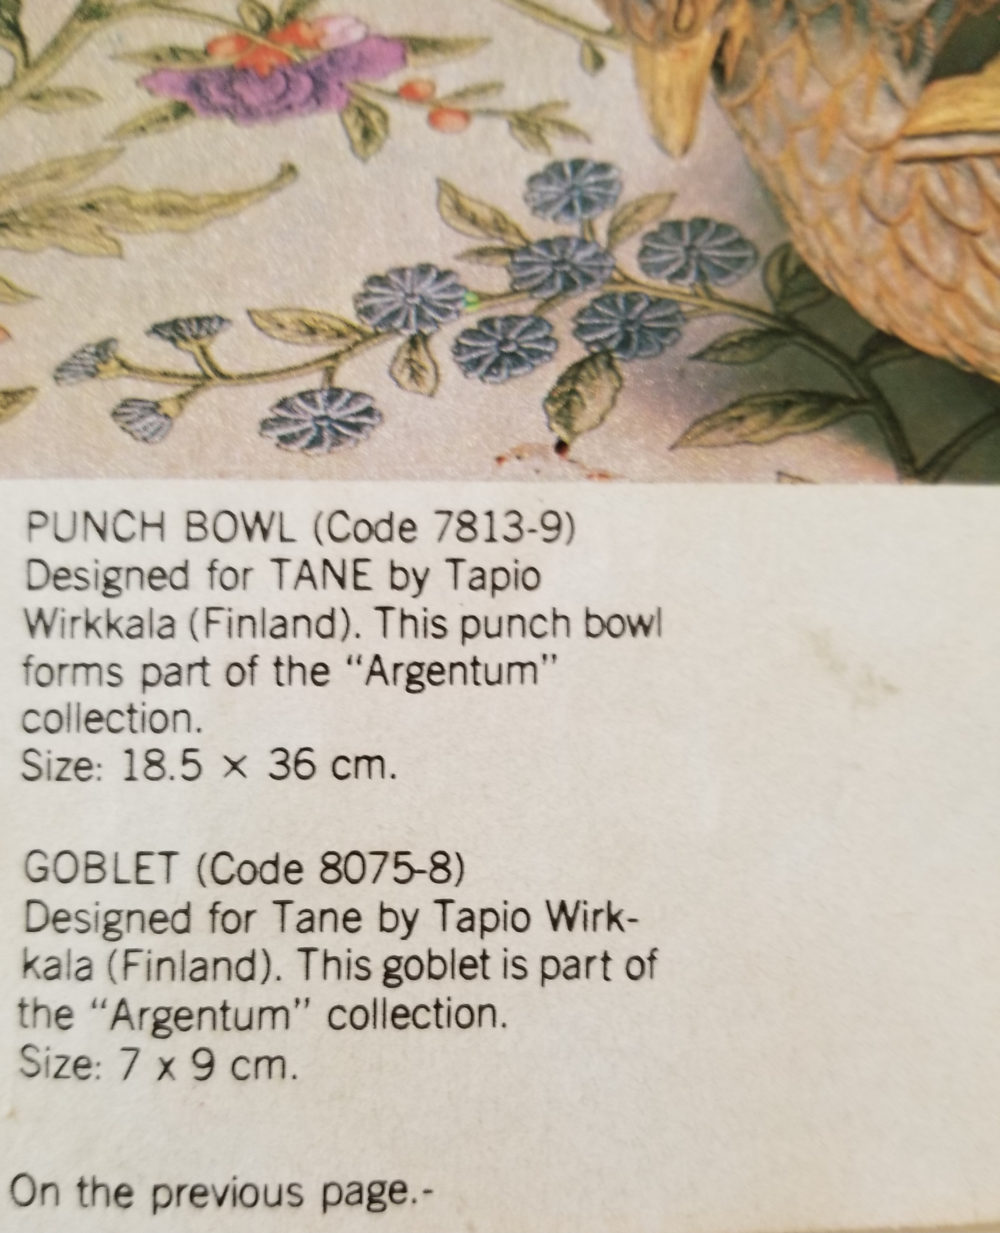 PUNCH BOWL (Code 7813-9)
Designed for TANE by Tapio
Wirkkala (Finland). This punch bowl
forms part of the “Argentum”
collection.
Size: 18.5 × 36 cm.
GOBLET (Code 8075-8)
Designed for Tane by Tapio Wirk-
kala (Finland). This goblet is part of
the “Argentum” collection.
Size: 7 x 9 cm.
On the previous page.-